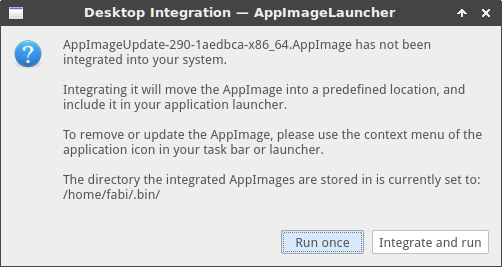 Desktop Integration — AppImageLauncher
AppImageUpdate-290-1aedbca-x86_64.AppImage has not been
integrated into your system.
Integrating it will move the AppImage into a predefined location, and
include it in your application launcher.
To remove or update the AppImage, please use the context menu of the
application icon in your task bar or launcher.
The directory the integrated AppImages are stored in is currently set to:
/home/fabi/.bin/
Run once
Integrate and run